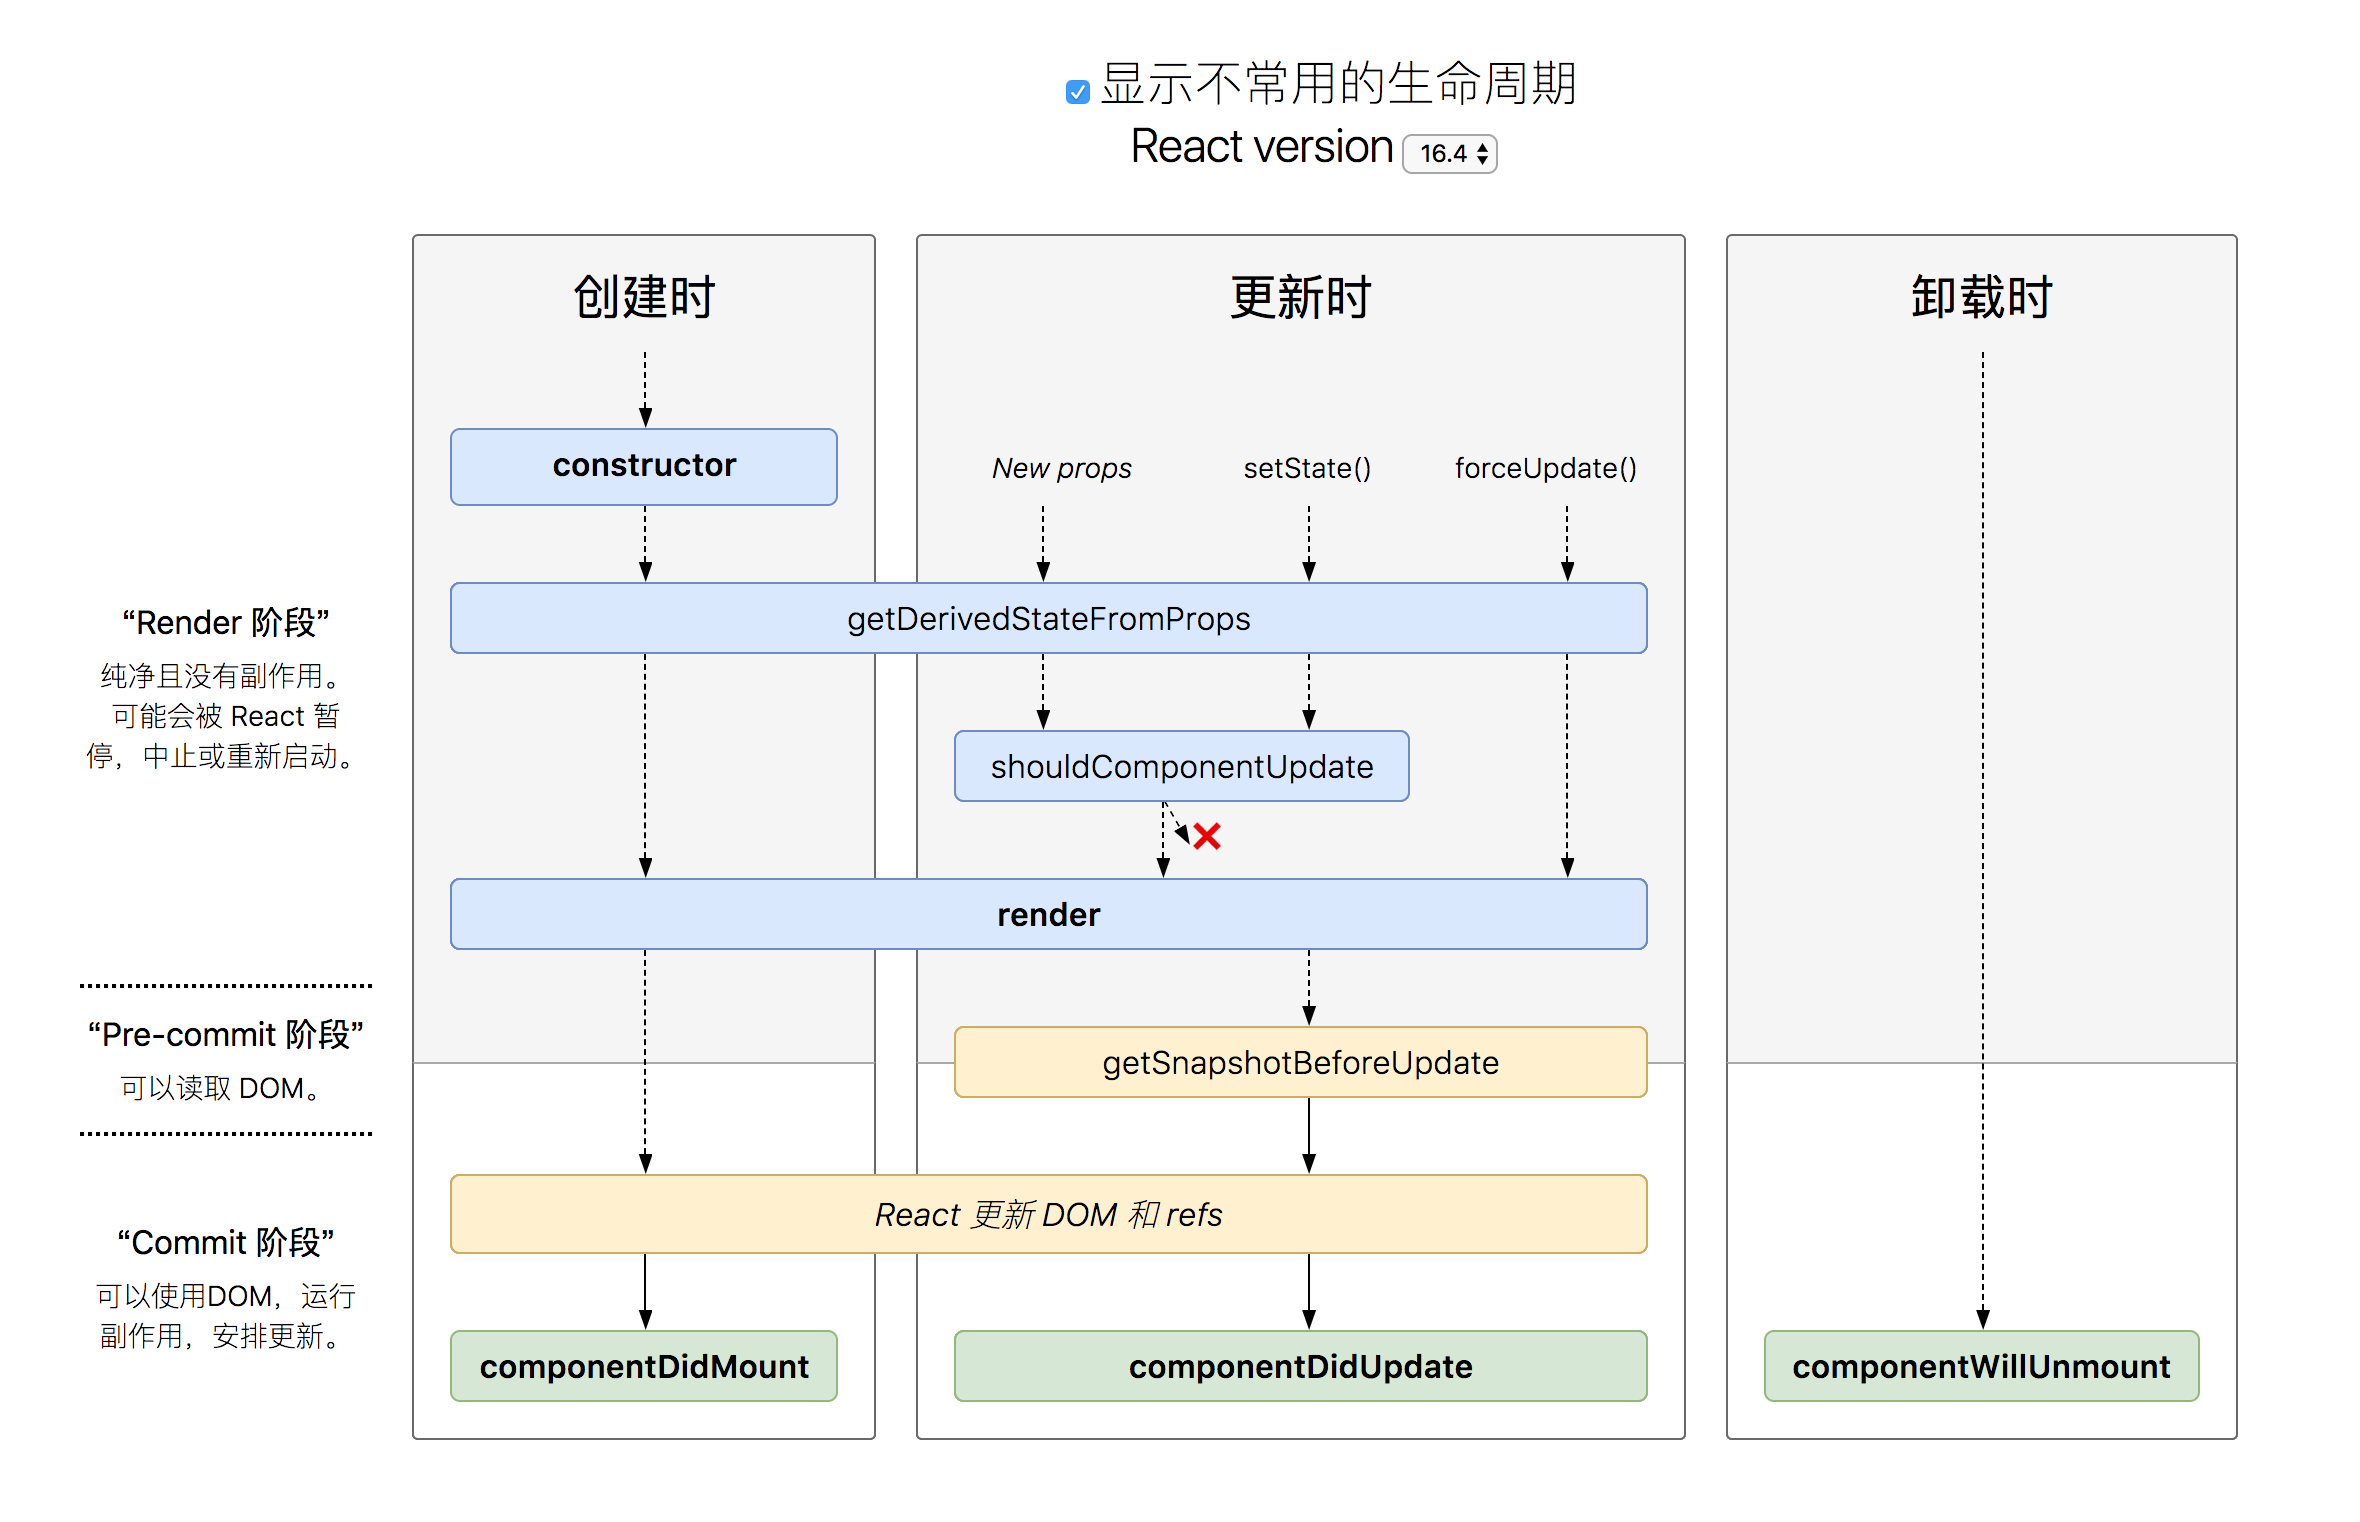 显示不常用的生命周期
React version 16.4
创建时
更新时
卸载时
constructor
New props
setState()
forceUpdate()
getDerivedStateFromProps
“Render 阶段”
纯净且没有副作用。
可能会被 React 暂
停，中止或重新启动。
shouldComponentUpdate
render
“Pre-commit 阶段”
可以读取 DOM。
getSnapshotBeforeUpdate
React 更新 DOM 和 refs
“Commit 阶段”
可以使用DOM，运行
副作用，安排更新。
componentDidMount
componentDidUpdate
componentWillUnmount